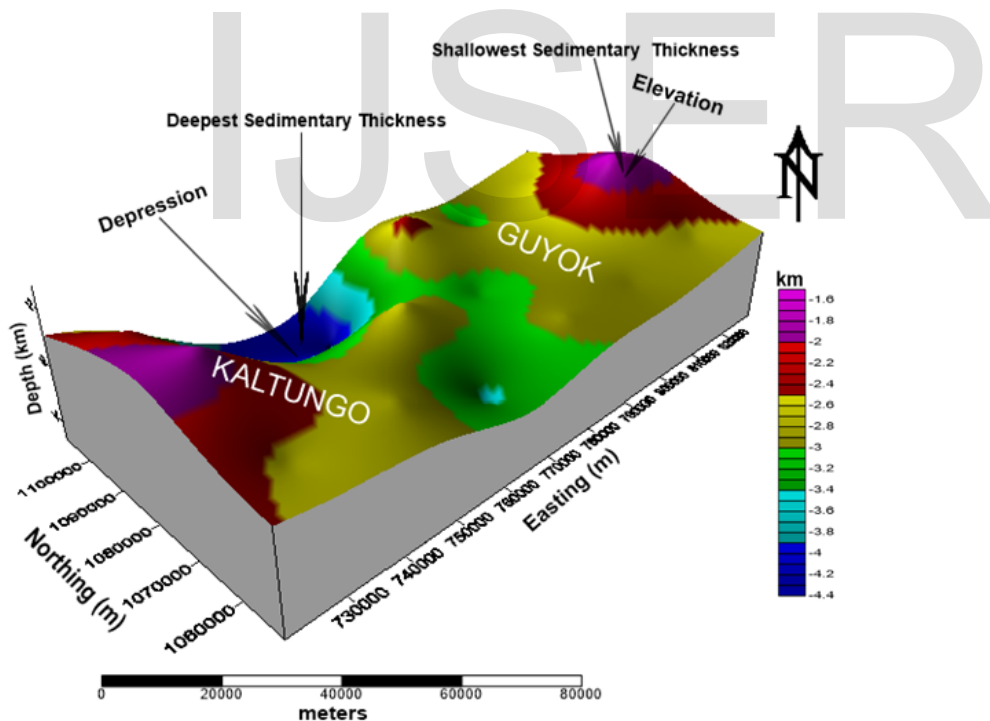 IJSER
Shallowest Sedimentary Thickness
Elevation
Deepest Sedimentary Thickness
Depression
N
GUYOK
KALTUNGO
km
-1.6
-1.8
-2
-2.2
-2.4
-2.6
-2.8
-3
-3.2
-3.4
-3.6
-3.8
-4
-4.2
-4.4
Depth (km)
1100000
1090000
1080000
1070000
1060000
Northing (m)
730000
740000
750000
760000
770000
780000
790000
Easting (m)
0 20000 40000 60000 80000
meters